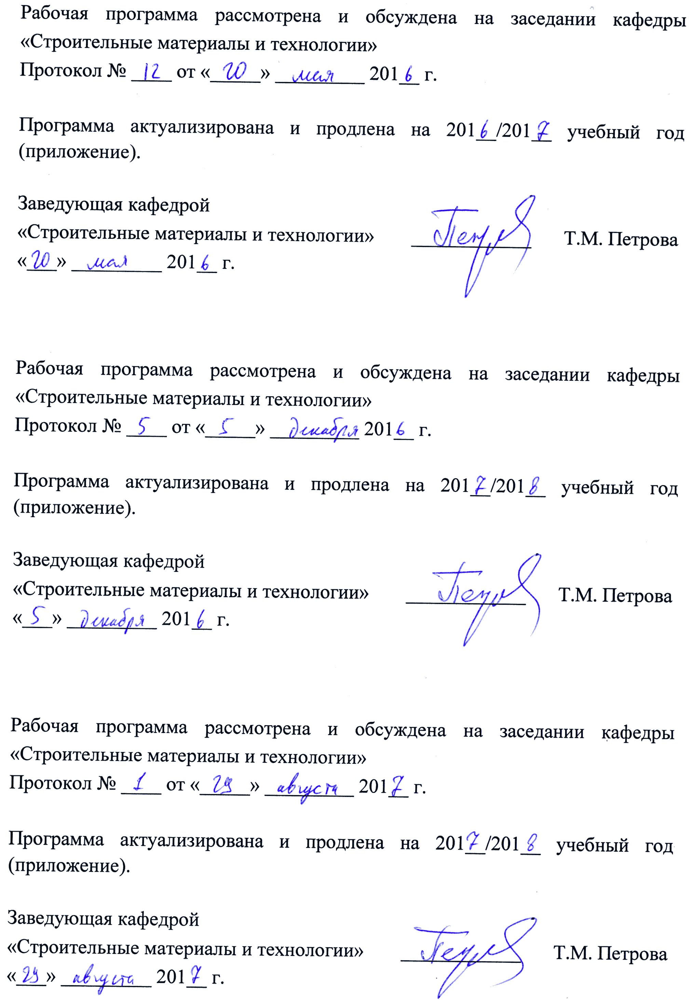 Рабочая программа рассмотрена и обсуждена на заседании кафедры
«Строительные материалы и технологии»
Протокол № 12 от «20» мая 2016 г.
Программа актуализирована и продлена на 2016/2017 учебный год
(приложение).
Заведующая кафедрой
«Строительные материалы и технологии» Т.М. Петрова
«20» мая 2016 г.
Рабочая программа рассмотрена и обсуждена на заседании кафедры
«Строительные материалы и технологии»
Протокол № 5 от «5» декабря 2016 г.
Программа актуализирована и продлена на 2017/2018 учебный год
(приложение).
Заведующая кафедрой
«Строительные материалы и технологии» Т.М. Петрова
«5» декабря 2016 г.
Рабочая программа рассмотрена и обсуждена на заседании кафедры
«Строительные материалы и технологии»
Протокол № 1 от «29» августа 2017 г.
Программа актуализирована и продлена на 2017/2018 учебный год
(приложение).
Заведующая кафедрой
«Строительные материалы и технологии» Т.М. Петрова
«29» августа 2017 г.